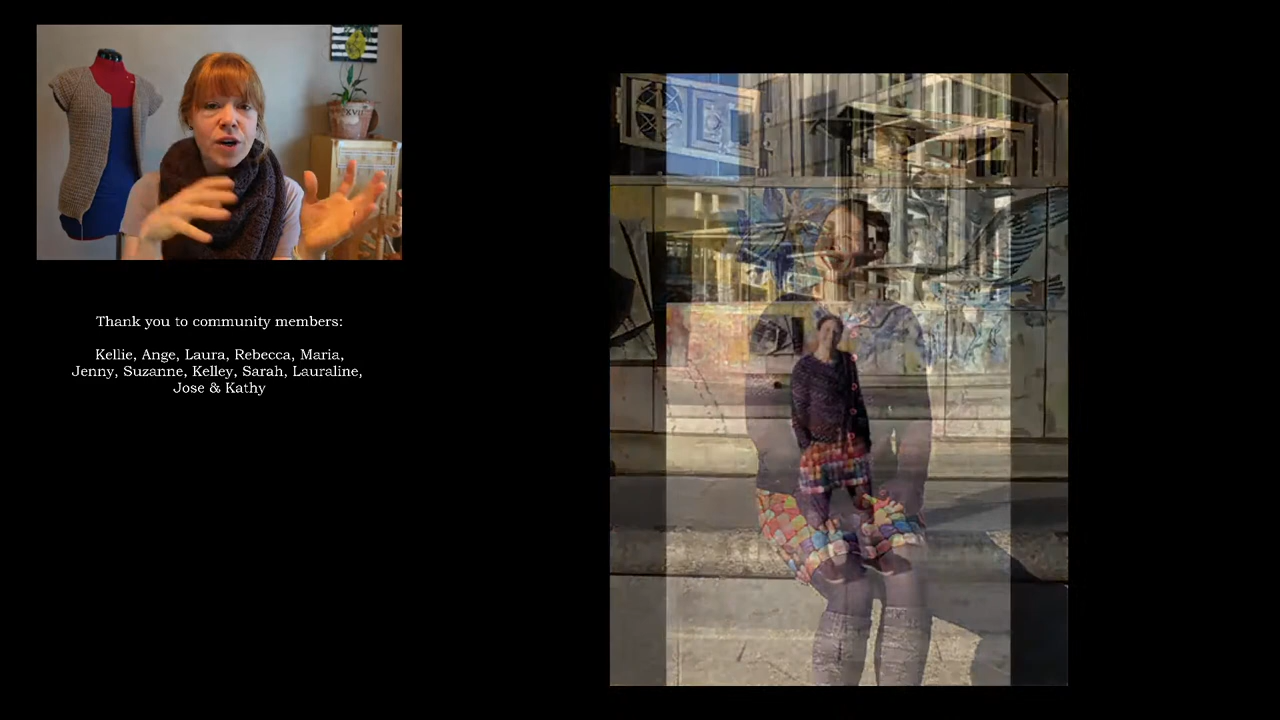 Thank you to community members:
Kellie, Ange, Laura, Rebecca, Maria,
Jenny, Suzanne, Kelley, Sarah, Lauraline,
Jose & Kathy